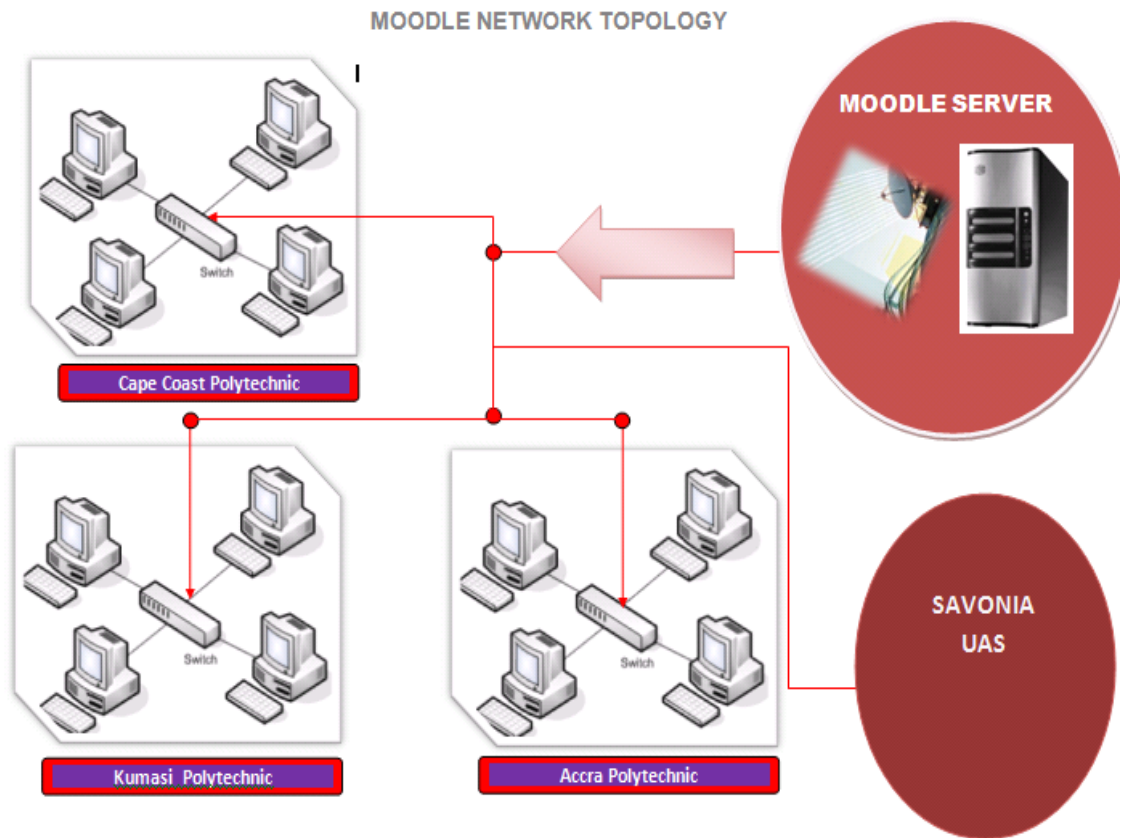 MOODLE NETWORK TOPOLOGY
MOODLE SERVER
Switch
Cape Coast Polytechnic
Switch
Kumasi Polytechnic
Switch
Accra Polytechnic
SAVONIA
UAS